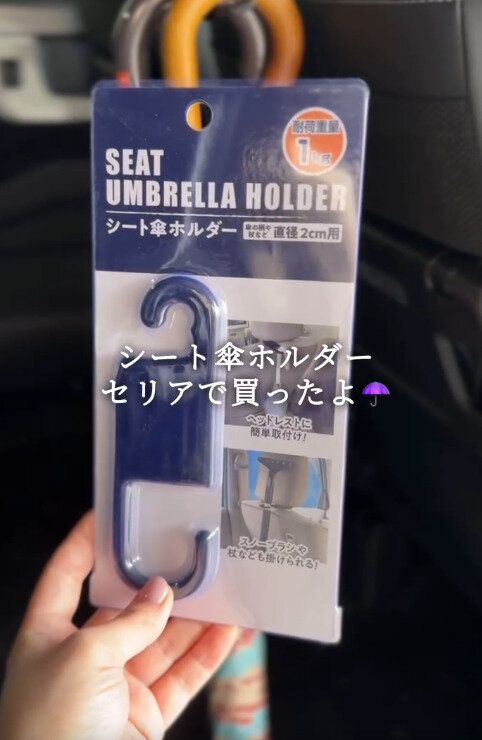 耐荷重量
1kg
SEAT
UMBRELLA HOLDER
シート傘ホルダー
傘の柄や
杖など
直径2cm用
シート傘ホルダー
セリアで買ったよ☂
ヘッドレストに
簡単取付け!
スノーブラシや
杖なども掛けられる!